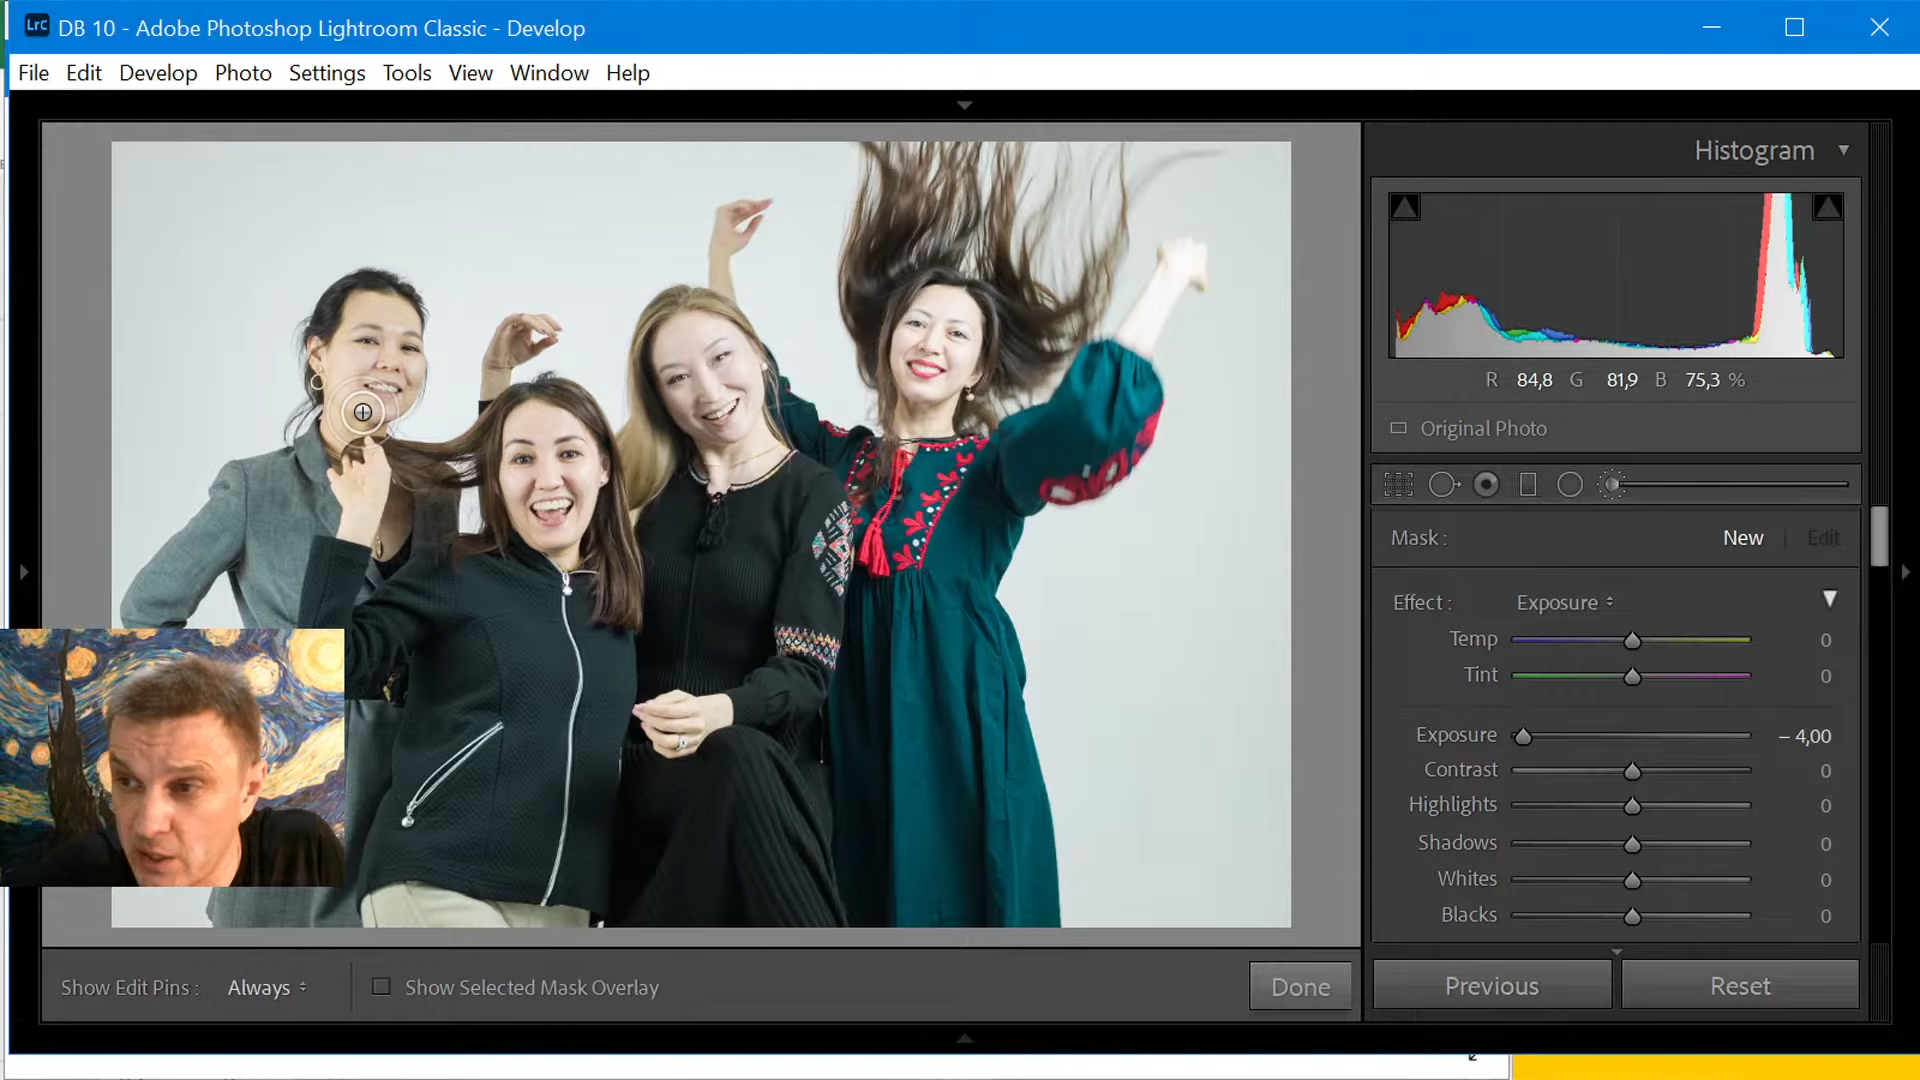 LrC DB 10 - Adobe Photoshop Lightroom Classic - Develop
File Edit Develop Photo Settings Tools View Window Help
Histogram
R 84,8 G 81,9 B 75,3 %
Original Photo
Mask : New Edit
Effect : Exposure
Temp 0
Tint 0
Exposure – 4,00
Contrast 0
Highlights 0
Shadows 0
Whites 0
Blacks 0
Show Edit Pins : Always Show Selected Mask Overlay Done Previous Reset